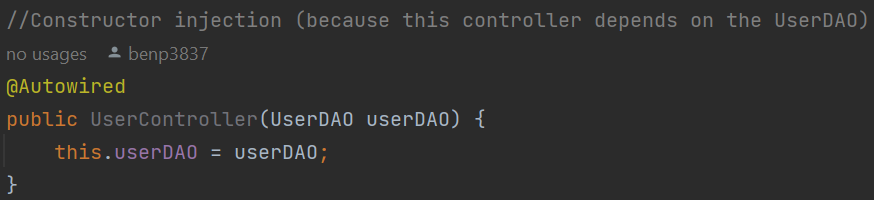 //Constructor injection (because this controller depends on the UserDAO)
no usages benp3837
@Autowired
public UserController(UserDAO userDAO) {
    this.userDAO = userDAO;
}